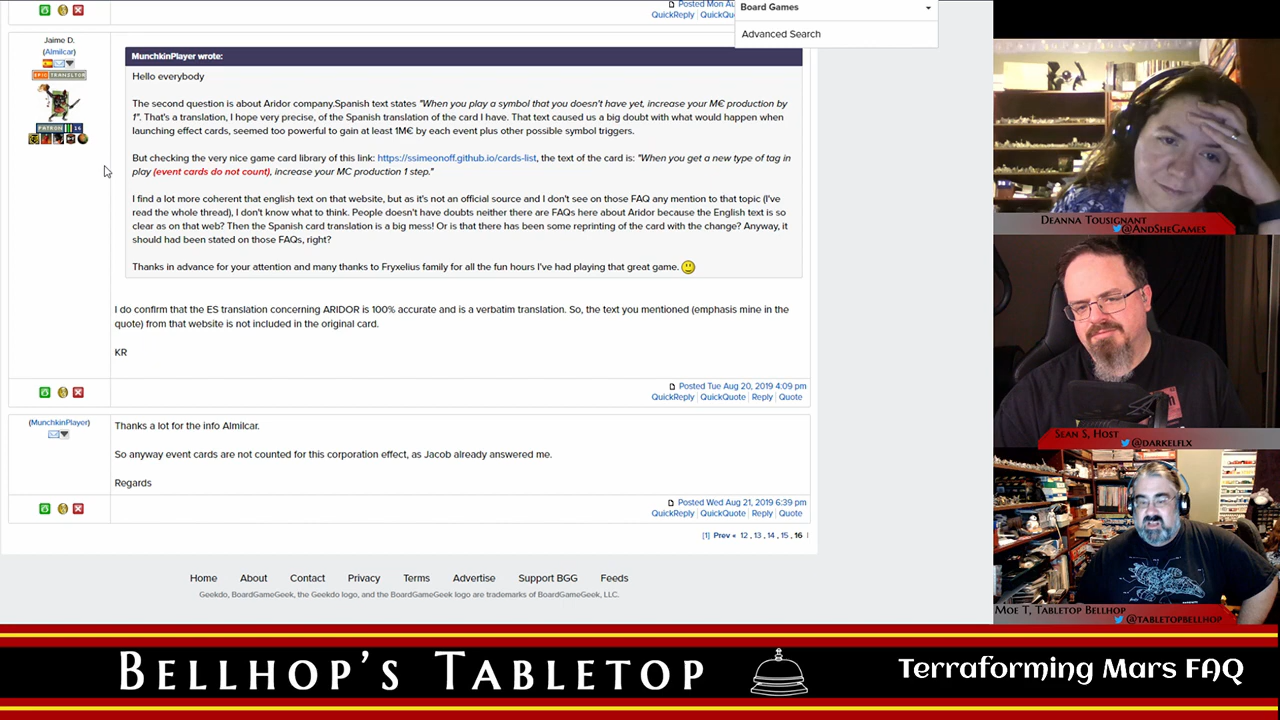 Posted Mon Au
QuickReply | QuickQuo
Board Games
Advanced Search
Jaime D.
(Almilcar)
EPIC TRANZLTOR
PATRON 16
MunchkinPlayer wrote:
Hello everybody
The second question is about Aridor company.Spanish text states "When you play a symbol that you doesn't have yet, increase your M€ production by
1". That's a translation, I hope very precise, of the Spanish translation of the card I have. That text caused us a big doubt with what would happen when
launching effect cards, seemed too powerful to gain at least 1M€ by each event plus other possible symbol triggers.
But checking the very nice game card library of this link: https://ssimeonoff.github.io/cards-list, the text of the card is: "When you get a new type of tag in
play (event cards do not count), increase your MC production 1 step."
I find a lot more coherent that english text on that website, but as it's not an official source and I don't see on those FAQ any mention to that topic (I've
read the whole thread), I don't know what to think. People doesn't have doubts neither there are FAQs here about Aridor because the English text is so
clear as on that web? Then the Spanish card translation is a big mess! Or is that there has been some reprinting of the card with the change? Anyway, it
should had been stated on those FAQs, right?
Thanks in advance for your attention and many thanks to Fryxelius family for all the fun hours I've had playing that great game.
I do confirm that the ES translation concerning ARIDOR is 100% accurate and is a verbatim translation. So, the text you mentioned (emphasis mine in the
quote) from that website is not included in the original card.
KR
Posted Tue Aug 20, 2019 4:09 pm
QuickReply | QuickQuote | Reply | Quote
(MunchkinPlayer)
Thanks a lot for the info Almilcar.
So anyway event cards are not counted for this corporation effect, as Jacob already answered me.
Regards
Posted Wed Aug 21, 2019 6:39 pm
QuickReply | QuickQuote | Reply | Quote
[1] Prev « 12 , 13 , 14 , 15 , 16 |
Home About Contact Privacy Terms Advertise Support BGG Feeds
Geekdo, BoardGameGeek, the Geekdo logo, and the BoardGameGeek logo are trademarks of BoardGameGeek, LLC.
Deanna Tousignant
@AndSheGames
Sean S, Host
@darkelflx
Moe T, Tabletop Bellhop
@tabletopbellhop
Bellhop's Tabletop
Terraforming Mars FAQ